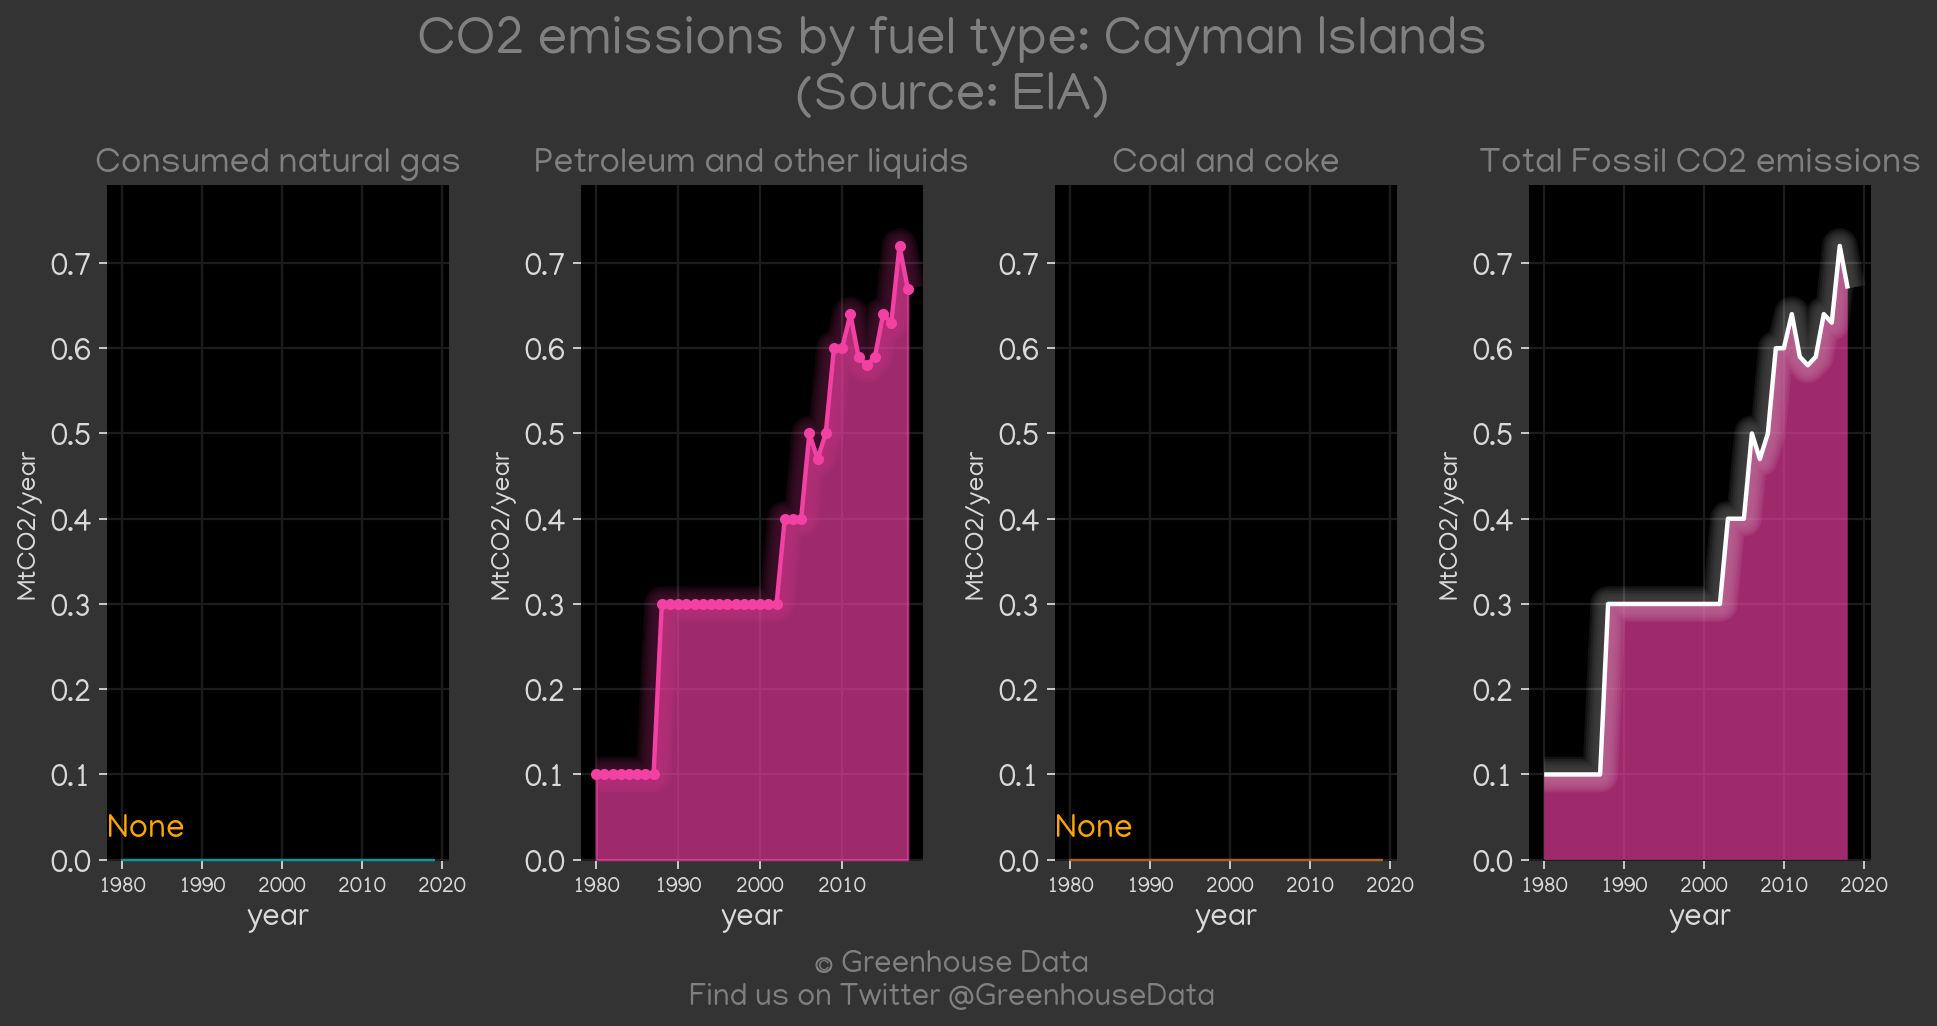 CO2 emissions by fuel type: Cayman Islands
(Source: EIA)
Consumed natural gas
MtCO2/year
0.7
0.6
0.5
0.4
0.3
0.2
0.1
0.0
None
1980 1990 2000 2010 2020
year
Petroleum and other liquids
MtCO2/year
0.7
0.6
0.5
0.4
0.3
0.2
0.1
0.0
1980 1990 2000 2010
year
Coal and coke
MtCO2/year
0.7
0.6
0.5
0.4
0.3
0.2
0.1
0.0
None
1980 1990 2000 2010 2020
year
Total Fossil CO2 emissions
MtCO2/year
0.7
0.6
0.5
0.4
0.3
0.2
0.1
0.0
1980 1990 2000 2010 2020
year
© Greenhouse Data
Find us on Twitter @GreenhouseData